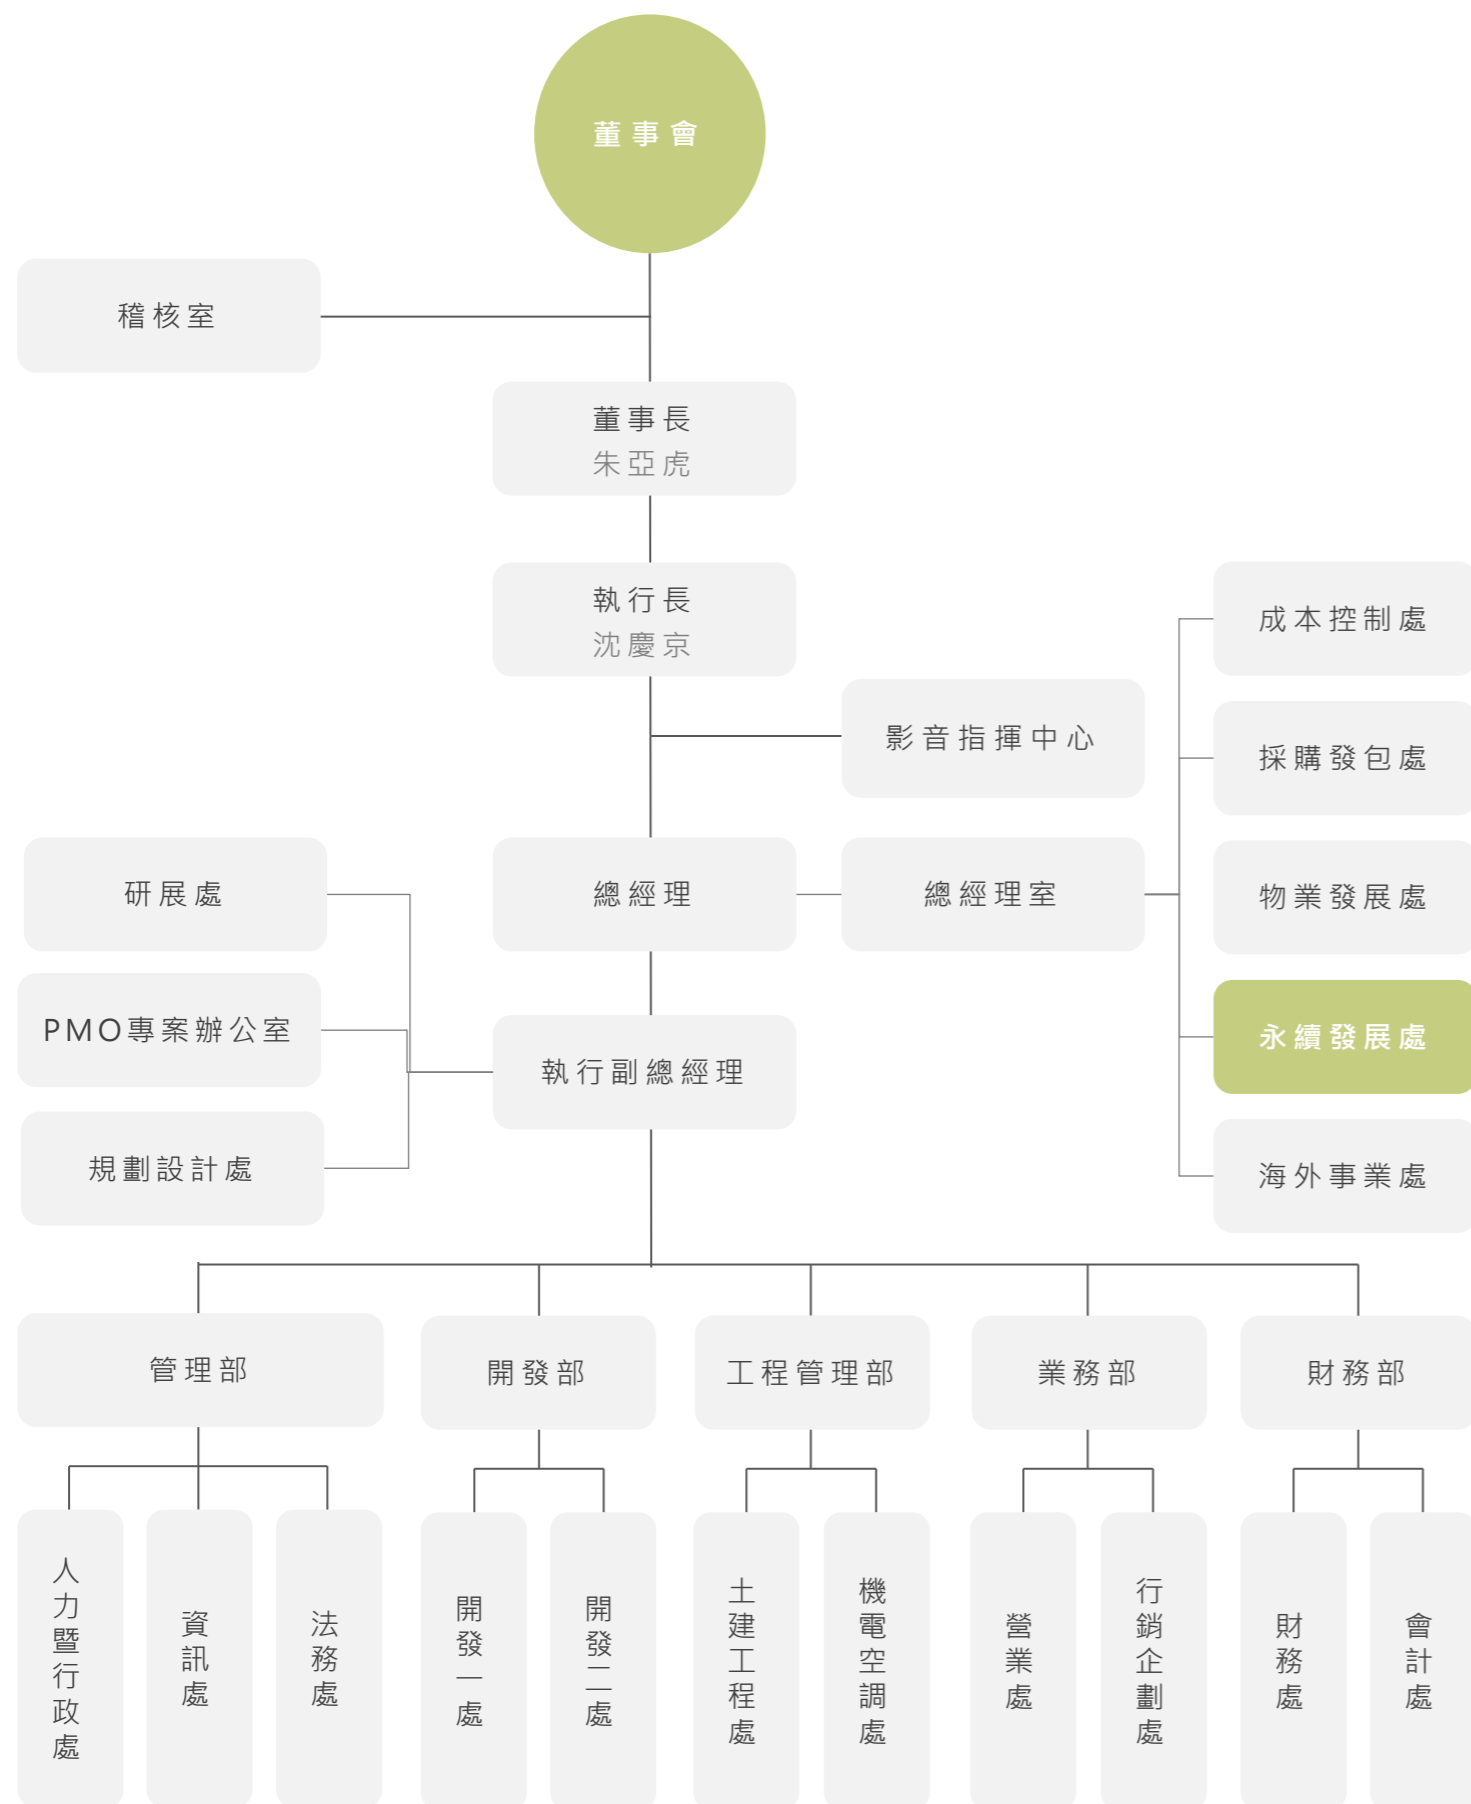 董事會
稽核室
董事長
朱亞虎
執行長
沈慶京
影音指揮中心
成本控制處
採購發包處
物業發展處
永續發展處
海外事業處
總經理
總經理室
研展處
PMO專案辦公室
規劃設計處
執行副總經理
管理部
開發部
工程管理部
業務部
財務部
人力暨行政處
資訊處
法務處
開發一處
開發二處
土建工程處
機電空調處
營業處
行銷企劃處
財務處
會計處